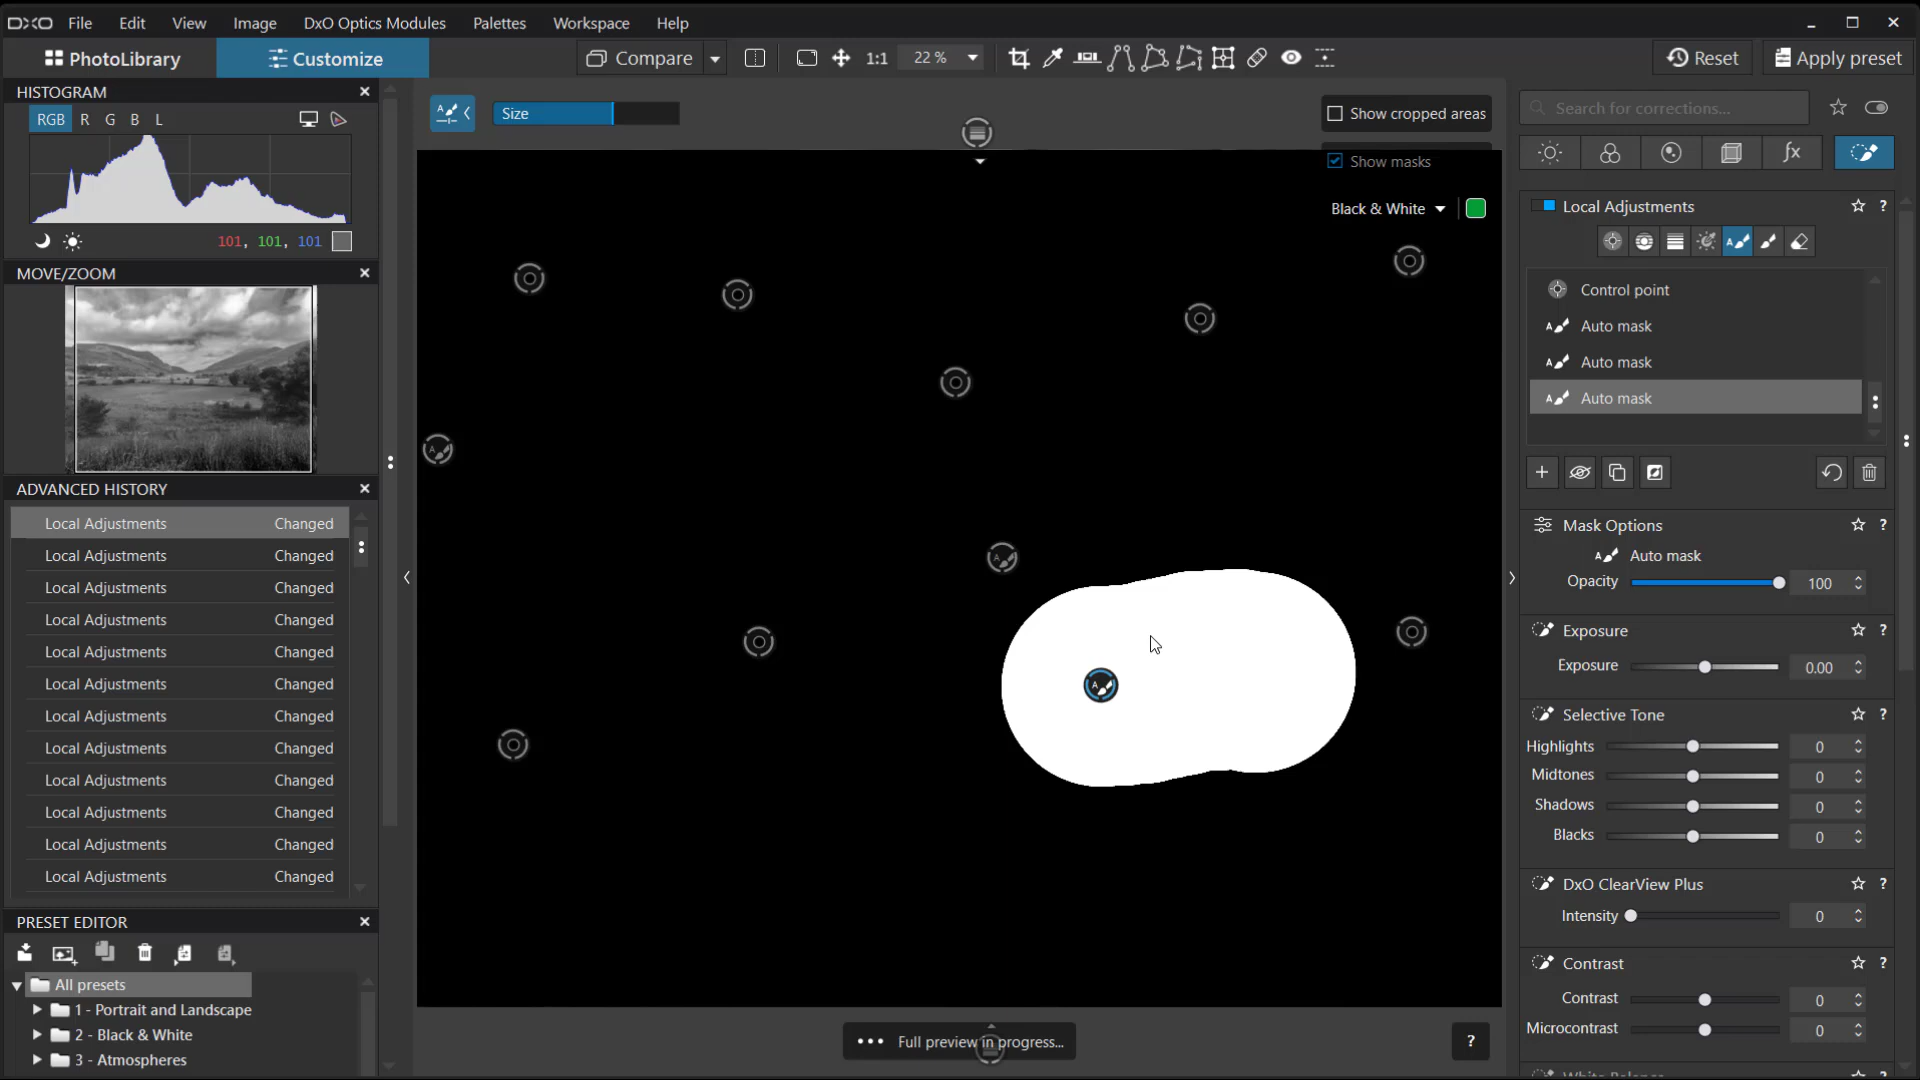 DXO File Edit View Image DxO Optics Modules Palettes Workspace Help
PhotoLibrary Customize Compare 1:1 22 % Reset Apply preset
HISTOGRAM
RGB R G B L
101, 101, 101
MOVE/ZOOM
ADVANCED HISTORY
Local Adjustments Changed
Local Adjustments Changed
Local Adjustments Changed
Local Adjustments Changed
Local Adjustments Changed
Local Adjustments Changed
Local Adjustments Changed
Local Adjustments Changed
Local Adjustments Changed
Local Adjustments Changed
Local Adjustments Changed
Local Adjustments Changed
PRESET EDITOR
All presets
1 - Portrait and Landscape
2 - Black & White
3 - Atmospheres
Size
Show cropped areas
Show masks
Black & White
Full preview in progress...
?
Search for corrections...
fx
Local Adjustments ?
Control point
Auto mask
Auto mask
Auto mask
Mask Options ?
Auto mask
Opacity 100
Exposure ?
Exposure 0.00
Selective Tone ?
Highlights 0
Midtones 0
Shadows 0
Blacks 0
DxO ClearView Plus ?
Intensity 0
Contrast ?
Contrast 0
Microcontrast 0
White Balance ?